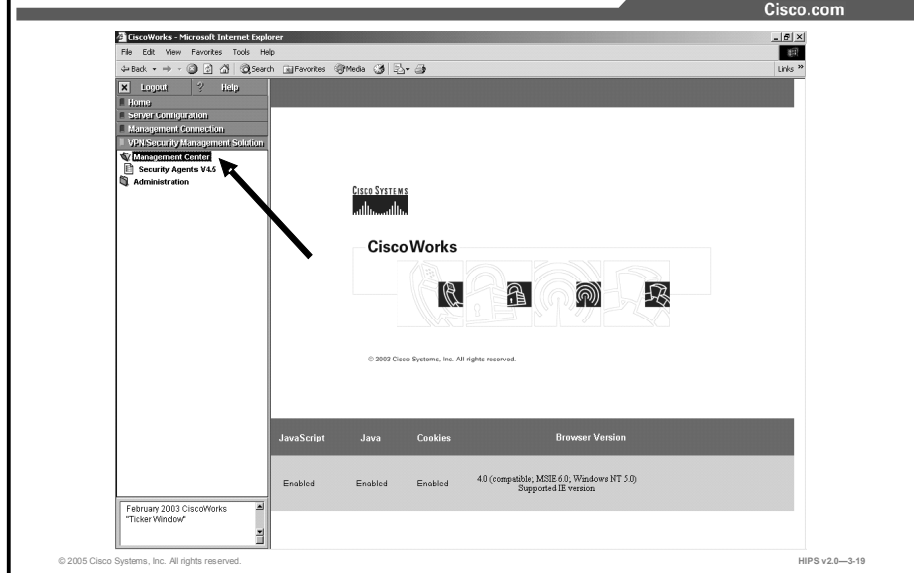 Cisco.com
CiscoWorks - Microsoft Internet Explorer
File Edit View Favorites Tools Help
Back Search Favorites Media Links »
Logout ? Help
Home
Server Configuration
Management Connection
VPN/Security Management Solution
Management Center
Security Agents V4.5
Administration
CISCO SYSTEMS
CiscoWorks
© 2003 Cisco Systems, Inc. All rights reserved.
JavaScript Java Cookies Browser Version
Enabled Enabled Enabled 4.0 (compatible; MSIE 6.0; Windows NT 5.0)
Supported IE version
February 2003 CiscoWorks
"Ticker Window"
© 2005 Cisco Systems, Inc. All rights reserved. HIPS v2.0—3-19